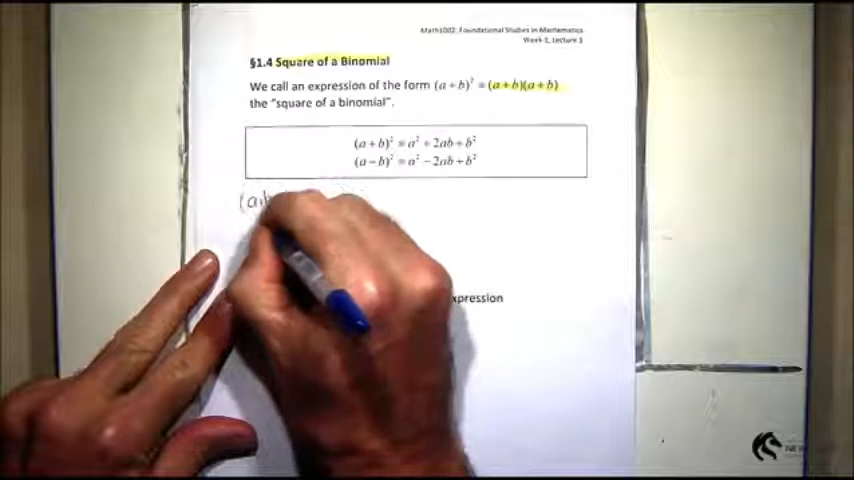 Math1002: Foundational Studies in Mathematics
Week 1, Lecture 1
§1.4 Square of a Binomial
We call an expression of the form (a + b)² = (a + b)(a + b)
the "square of a binomial".
(a + b)² = a² + 2ab + b²
(a − b)² = a² − 2ab + b²
(a
xpression